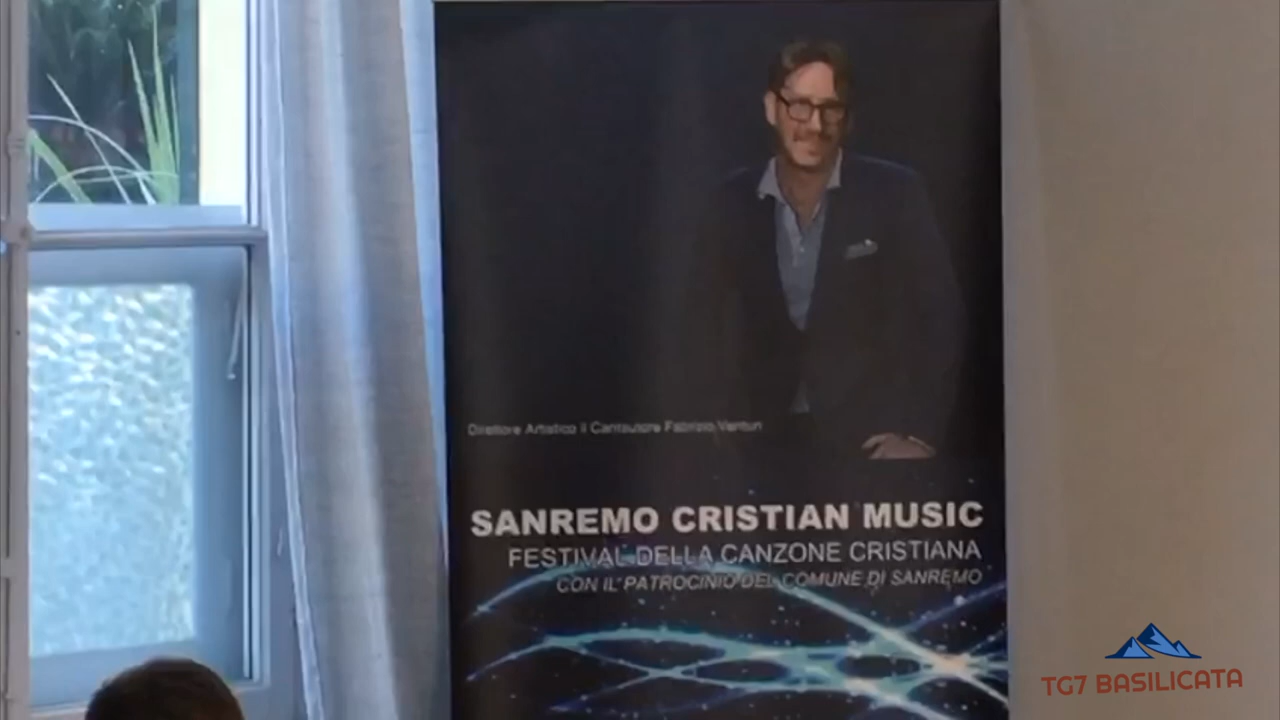 Direttore Artistico il Cantautore Fabrizio Venturi
SANREMO CRISTIAN MUSIC
FESTIVAL DELLA CANZONE CRISTIANA
CON IL PATROCINIO DEL COMUNE DI SANREMO
TG7 BASILICATA